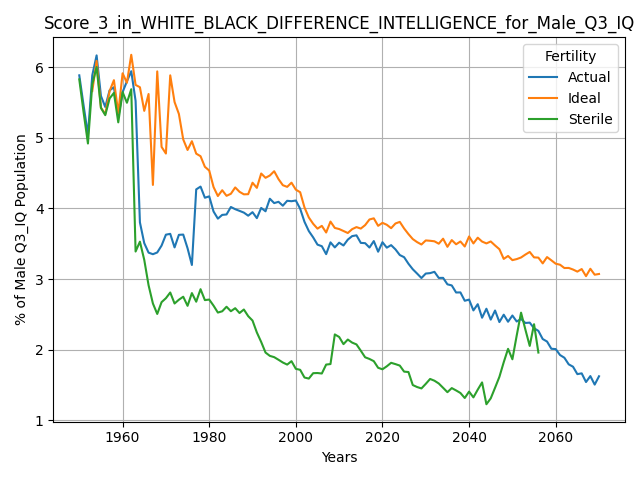 Score_3_in_WHITE_BLACK_DIFFERENCE_INTELLIGENCE_for_Male_Q3_IQ
Fertility
Actual
Ideal
Sterile
% of Male Q3_IQ Population
6
5
4
3
2
1
1960
1980
2000
2020
2040
2060
Years